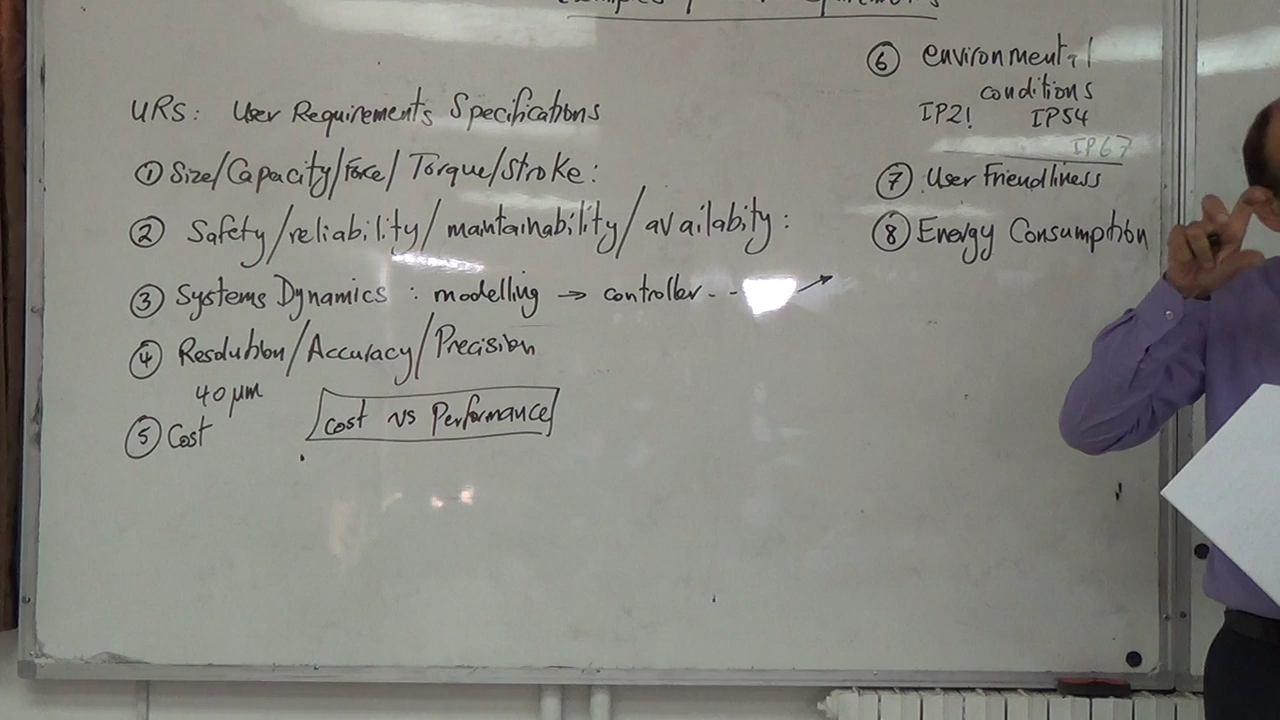 URS: User Requirements Specifications
① Size/Capacity/Force/Torque/Stroke:
② Safety/reliability/maintainability/availabity:
③ Systems Dynamics : modelling → controller - -
④ Resolution/Accuracy/Precision
40 μm
⑤ Cost
Cost vs Performance
⑥ environmental
conditions
IP21 IP54
IP67
⑦ User Friendliness
⑧ Energy Consumption